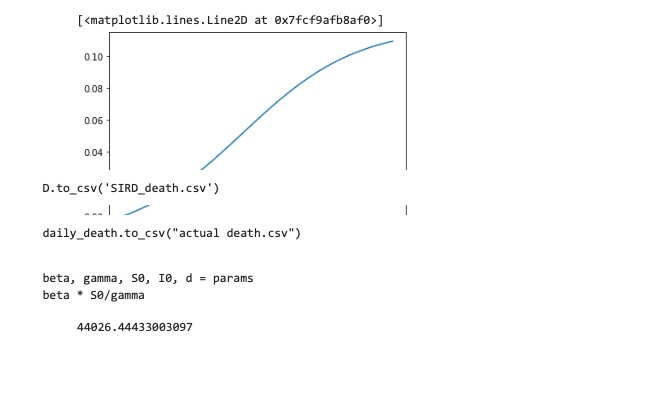 [<matplotlib.lines.Line2D at 0x7fcf9afb8af0>]
0.10
0.08
0.06
0.04
D.to_csv('SIRD_death.csv')
daily_death.to_csv("actual death.csv")
beta, gamma, S0, I0, d = params
beta * S0/gamma
44026.44433003097